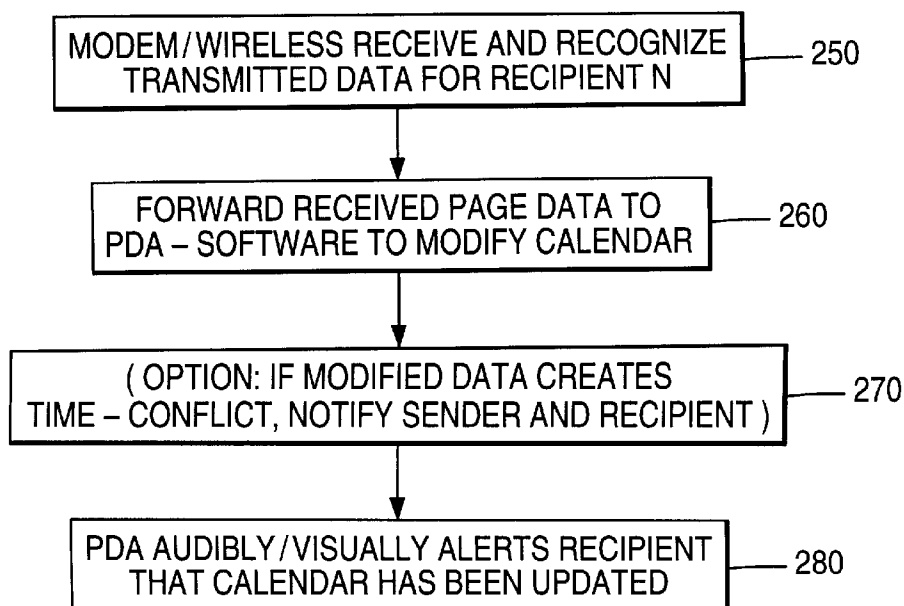 MODEM/WIRELESS RECEIVE AND RECOGNIZE
TRANSMITTED DATA FOR RECIPIENT N
250
FORWARD RECEIVED PAGE DATA TO
PDA – SOFTWARE TO MODIFY CALENDAR
260
( OPTION: IF MODIFIED DATA CREATES
TIME – CONFLICT, NOTIFY SENDER AND RECIPIENT )
270
PDA AUDIBLY/VISUALLY ALERTS RECIPIENT
THAT CALENDAR HAS BEEN UPDATED
280